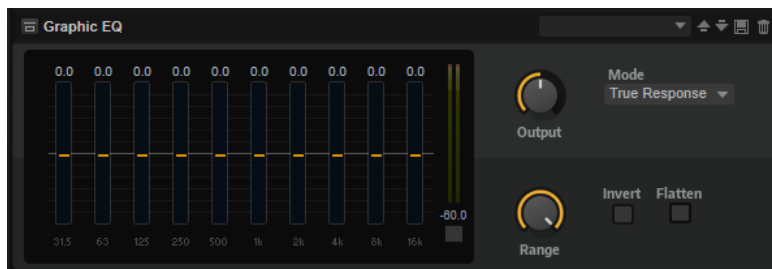 Graphic EQ
0.0 0.0 0.0 0.0 0.0 0.0 0.0 0.0 0.0 0.0
Mode
True Response
Output
-60.0
31.5 63 125 250 500 1k 2k 4k 8k 16k
Invert Flatten
Range